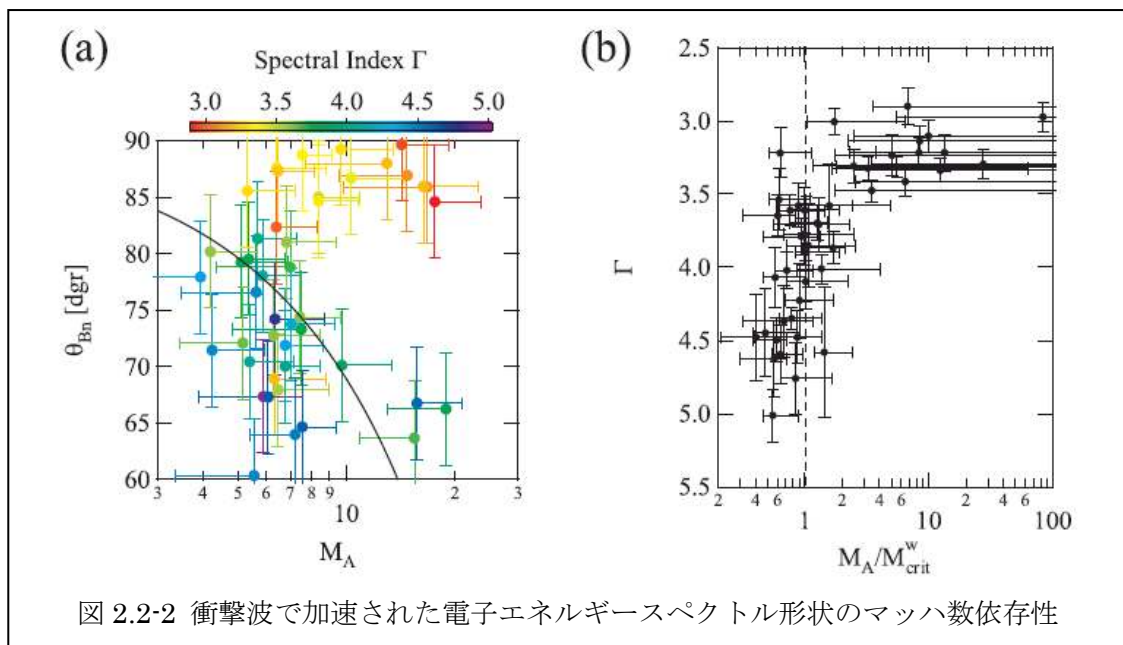 (a)
Spectral Index Γ
3.0 3.5 4.0 4.5 5.0
90
85
80
75
70
65
60
θBn [dgr]
3 4 5 6 7 8 9 10 2 3
MA
(b)
2.5
3.0
3.5
4.0
4.5
5.0
5.5
Γ
2 4 6 1 2 4 6 10 2 4 6 100
MA/Mwcrit
図 2.2-2 衝撃波で加速された電子エネルギースペクトル形状のマッハ数依存性